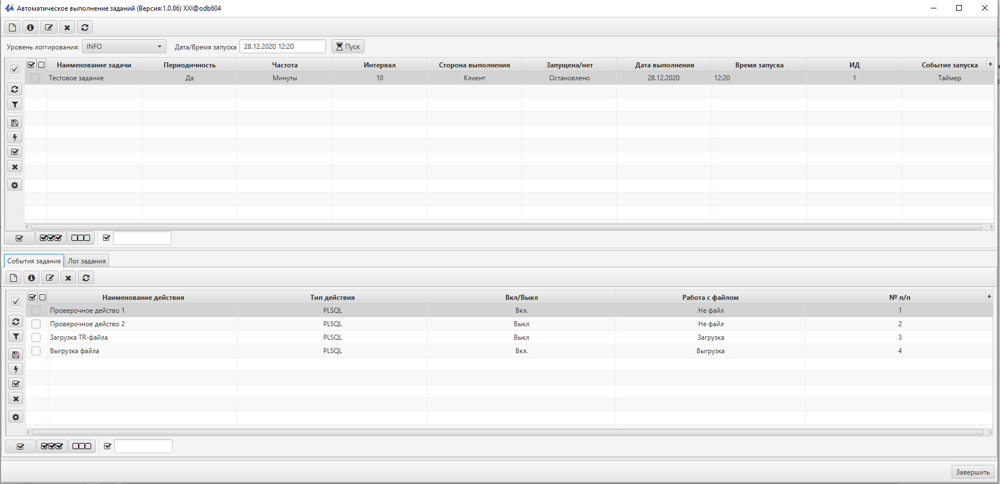 Автоматическое выполнение заданий (Версия:1.0.86) XXI@odb604
Уровень логгирования: INFO Дата/Время запуска 28.12.2020 12:20 Пуск
Наименование задачи Периодичность Частота Интервал Сторона выполнения Запущена/нет Дата выполнения Время запуска ИД Событие запуска
Тестовое задание Да Минуты 10 Клиент Остановлено 28.12.2020 12:20 1 Таймер
События задания Лог задания
Наименование действия Тип действия Вкл/Выкл Работа с файлом № п/п
Проверочное действо 1 PLSQL Вкл. Не файл 1
Проверочное действо 2 PLSQL Выкл Не файл 2
Загрузка TR-файла PLSQL Выкл Загрузка 3
Выгрузка файла PLSQL Вкл. Выгрузка 4
Завершить